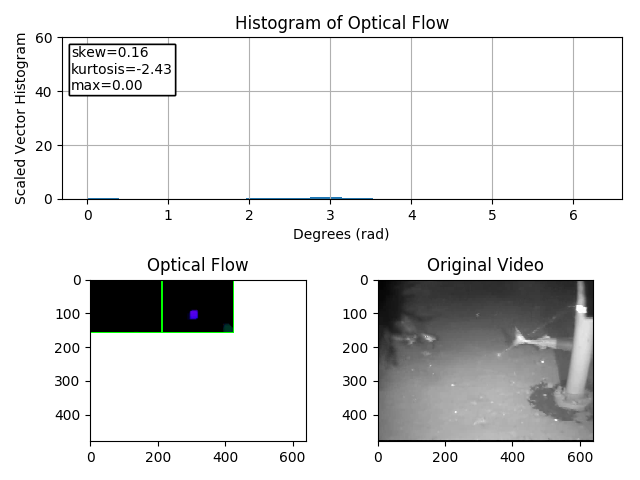 Histogram of Optical Flow
Scaled Vector Histogram
60
40
20
0
skew=0.16
kurtosis=-2.43
max=0.00
0 1 2 3 4 5 6
Degrees (rad)
Optical Flow
0
100
200
300
400
0 200 400 600
Original Video
0
100
200
300
400
0 200 400 600